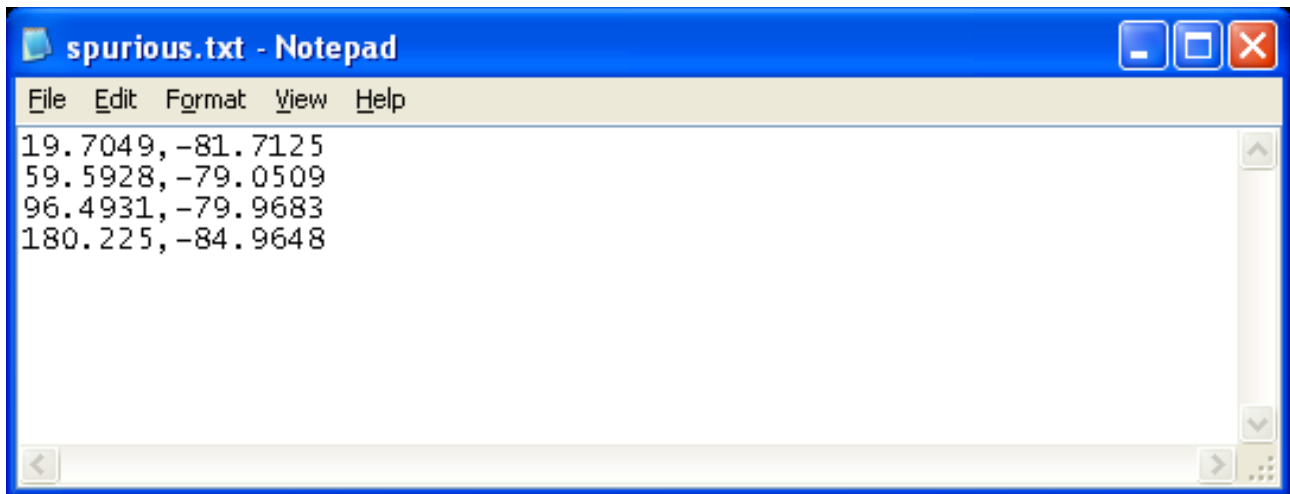 spurious.txt - Notepad
File Edit Format View Help
19.7049,-81.7125
59.5928,-79.0509
96.4931,-79.9683
180.225,-84.9648